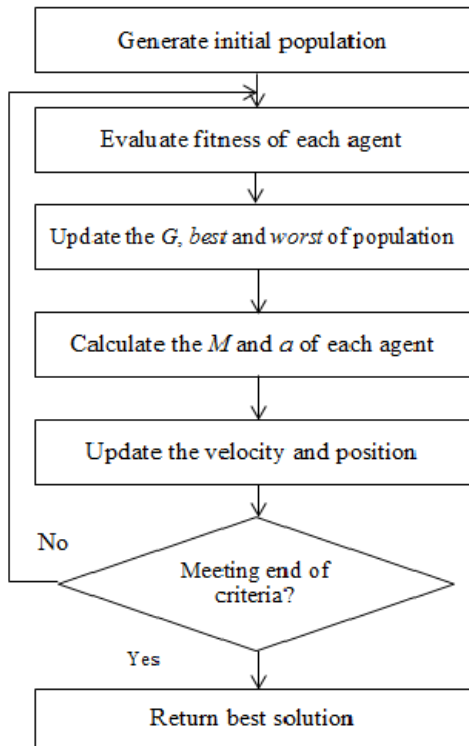 Generate initial population
Evaluate fitness of each agent
Update the G, best and worst of population
Calculate the M and a of each agent
Update the velocity and position
No
Meeting end of
criteria?
Yes
Return best solution